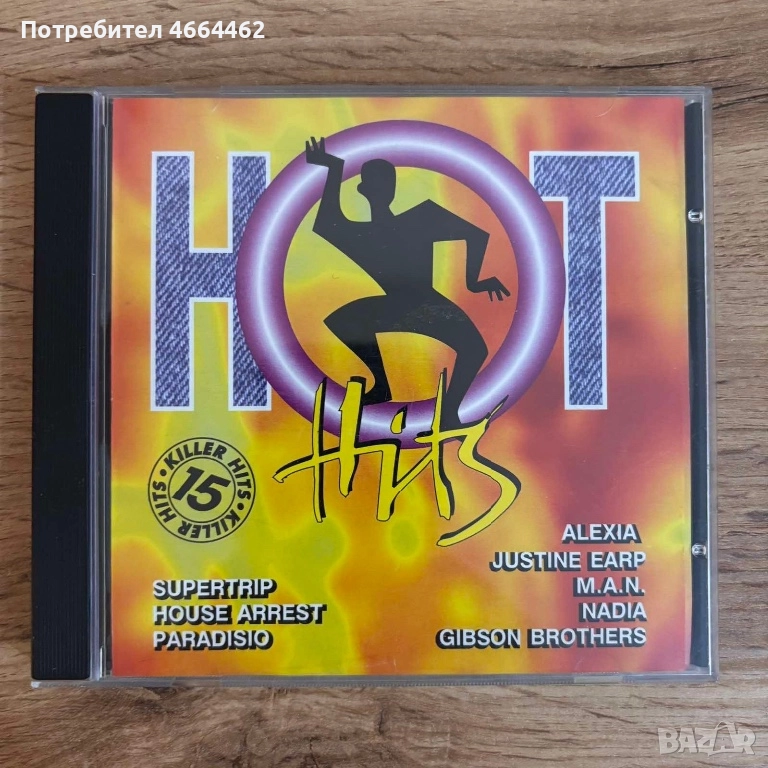 Потребител 4664462
HOT
Hits
KILLER HITS • KILLER HITS •
15
ALEXIA
JUSTINE EARP
M.A.N.
NADIA
GIBSON BROTHERS
SUPERTRIP
HOUSE ARREST
PARADISIO
BAZAR